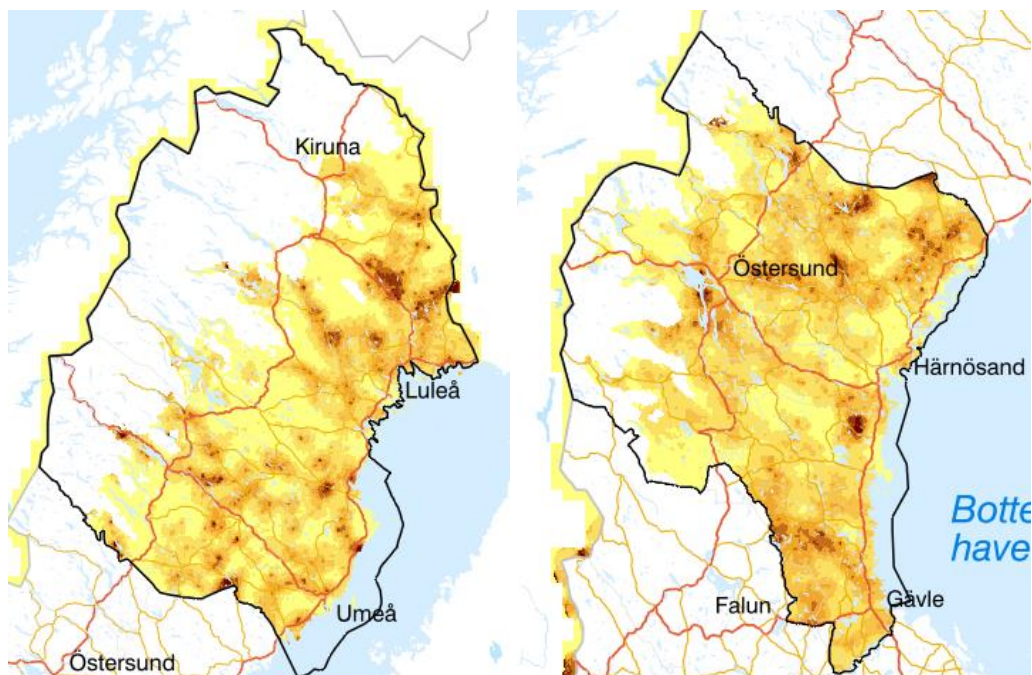 Kiruna
Luleå
Umeå
Östersund
Östersund
Härnösand
Botte
have
Falun
Gävle